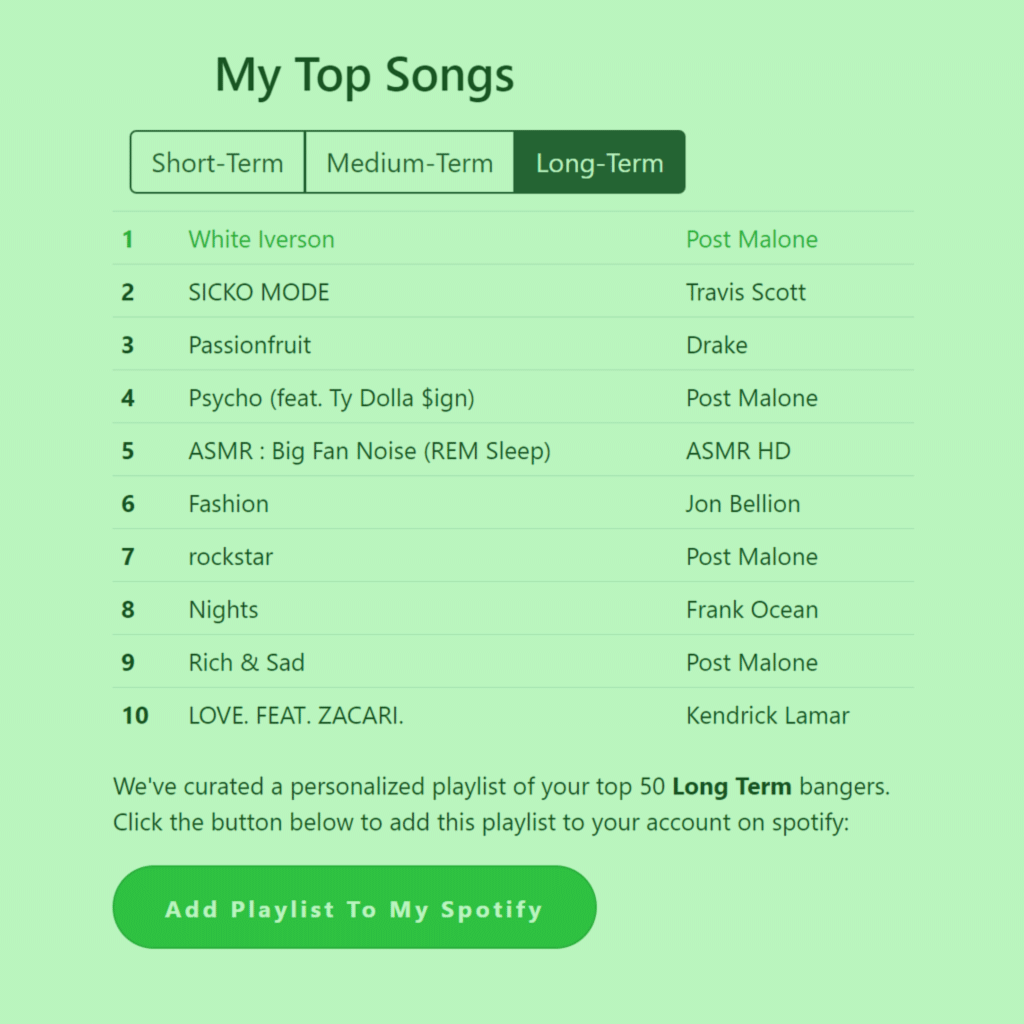 My Top Songs
Short-Term Medium-Term Long-Term
1 White Iverson Post Malone
2 SICKO MODE Travis Scott
3 Passionfruit Drake
4 Psycho (feat. Ty Dolla $ign) Post Malone
5 ASMR : Big Fan Noise (REM Sleep) ASMR HD
6 Fashion Jon Bellion
7 rockstar Post Malone
8 Nights Frank Ocean
9 Rich & Sad Post Malone
10 LOVE. FEAT. ZACARI. Kendrick Lamar
We've curated a personalized playlist of your top 50 Long Term bangers.
Click the button below to add this playlist to your account on spotify:
Add Playlist To My Spotify